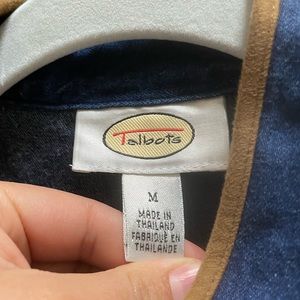 Talbots
M
MADE IN
THAILAND
FABRIQUÉ EN
THAILANDE